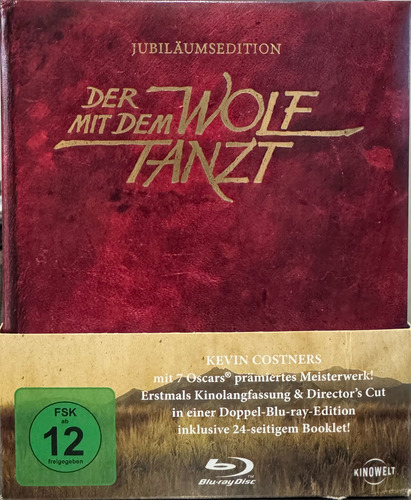 JUBILÄUMSEDITION
DER WOLF
MIT DEM
TANZT
KEVIN COSTNERS
mit 7 Oscars® prämiertes Meisterwerk!
Erstmals Kinolangfassung & Director's Cut
in einer Doppel-Blu-ray-Edition
inklusive 24-seitigem Booklet!
FSK
ab
12
freigegeben
Blu-ray Disc
KINOWELT